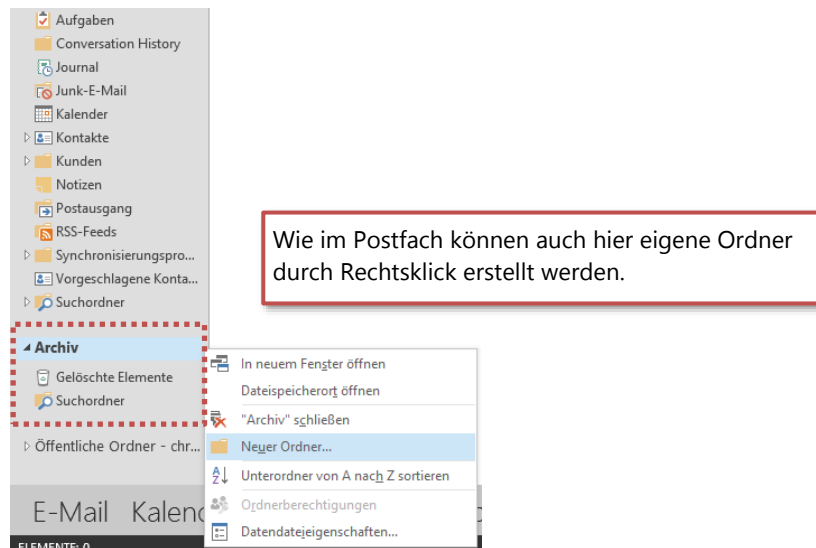 Aufgaben
Conversation History
Journal
Junk-E-Mail
Kalender
Kontakte
Kunden
Notizen
Postausgang
RSS-Feeds
Synchronisierungspro...
Vorgeschlagene Konta...
Suchordner
Wie im Postfach können auch hier eigene Ordner
durch Rechtsklick erstellt werden.
Archiv
Gelöschte Elemente
Suchordner
Öffentliche Ordner - chr...
In neuem Fenster öffnen
Dateispeicherort öffnen
"Archiv" schließen
Neuer Ordner...
Unterordner von A nach Z sortieren
Ordnerberechtigungen
Datendateieigenschaften...
E-Mail Kalend
ELEMENTE: 0